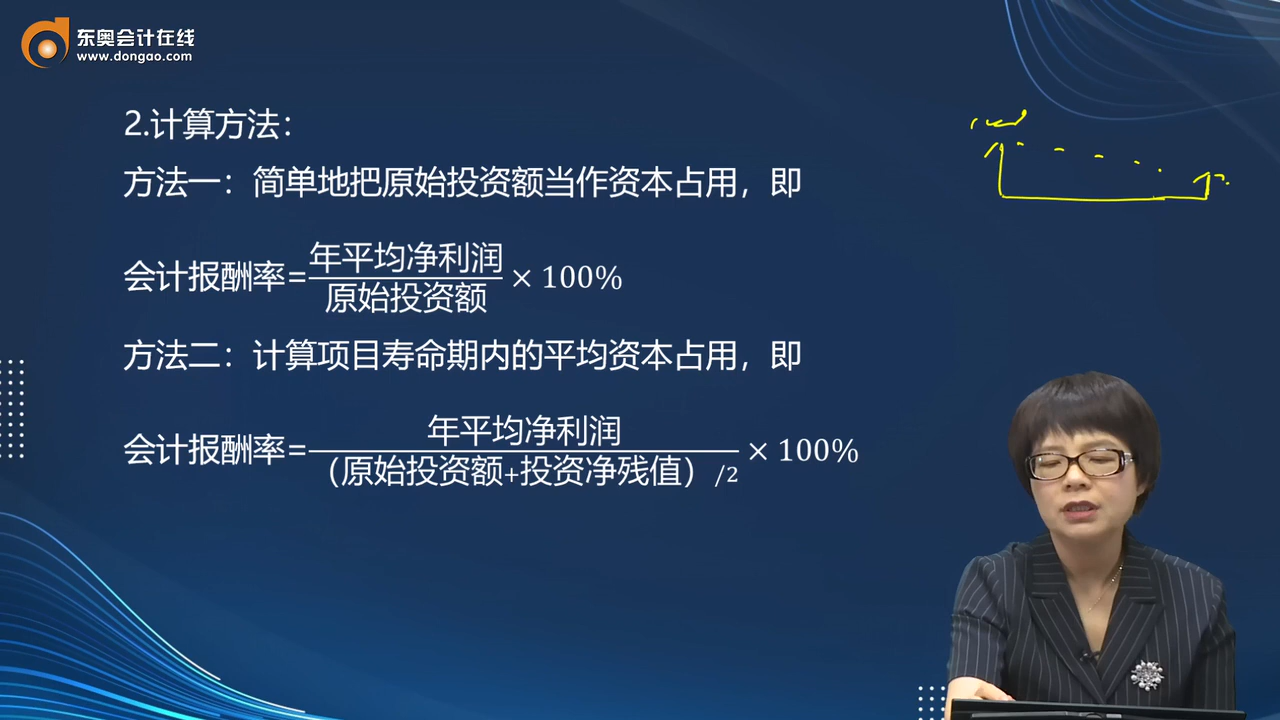 东奥会计在线
www.dongao.com
2.计算方法：
方法一：简单地把原始投资额当作资本占用，即
会计报酬率=年平均净利润/原始投资额×100%
方法二：计算项目寿命期内的平均资本占用，即
会计报酬率=年平均净利润/（原始投资额+投资净残值）/2×100%